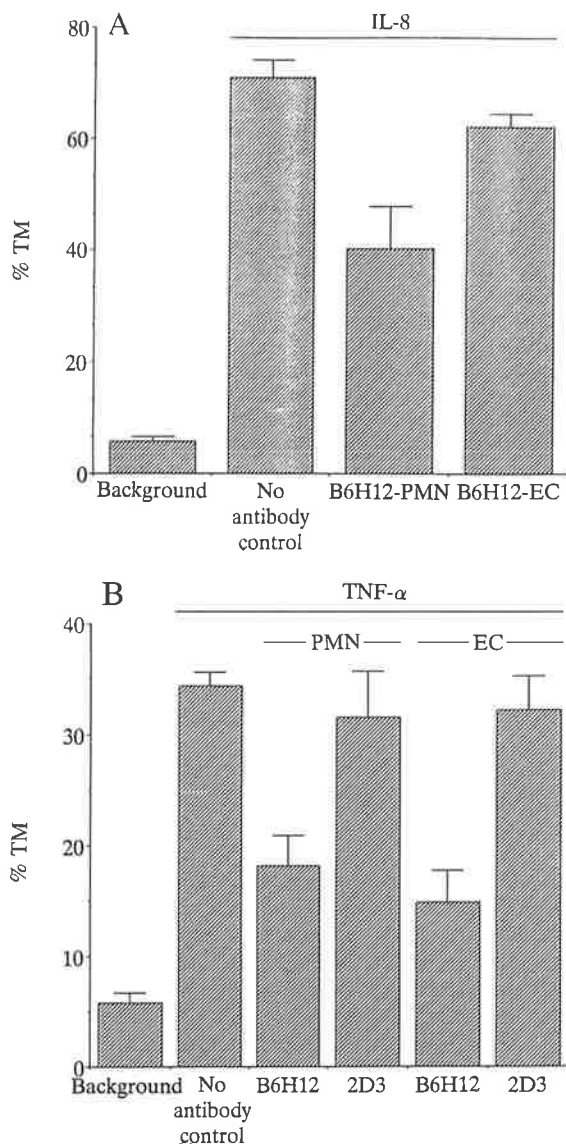 A
IL-8
80
60
40
20
0
% TM
Background
No
antibody
control
B6H12-PMN
B6H12-EC
B
TNF-α
PMN
EC
40
30
20
10
0
% TM
Background
No
antibody
control
B6H12
2D3
B6H12
2D3